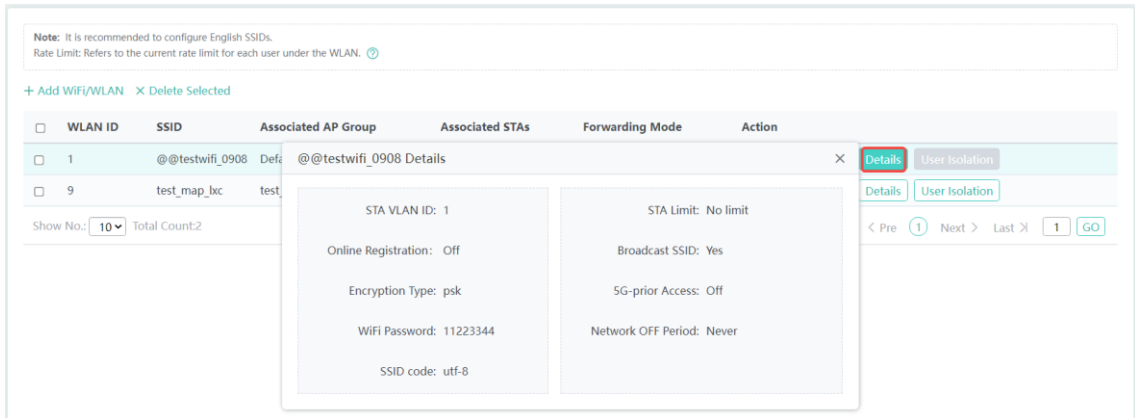 Note: It is recommended to configure English SSIDs.
Rate Limit: Refers to the current rate limit for each user under the WLAN.
+ Add WiFi/WLAN × Delete Selected
WLAN ID SSID Associated AP Group Associated STAs Forwarding Mode Action
1 @@testwifi_0908 Defa Details User Isolation
9 test_map_lxc test_ Details User Isolation
Show No.: 10 Total Count:2 < Pre 1 Next > Last 1 GO
@@testwifi_0908 Details ×
STA VLAN ID: 1 STA Limit: No limit
Online Registration: Off Broadcast SSID: Yes
Encryption Type: psk 5G-prior Access: Off
WiFi Password: 11223344 Network OFF Period: Never
SSID code: utf-8